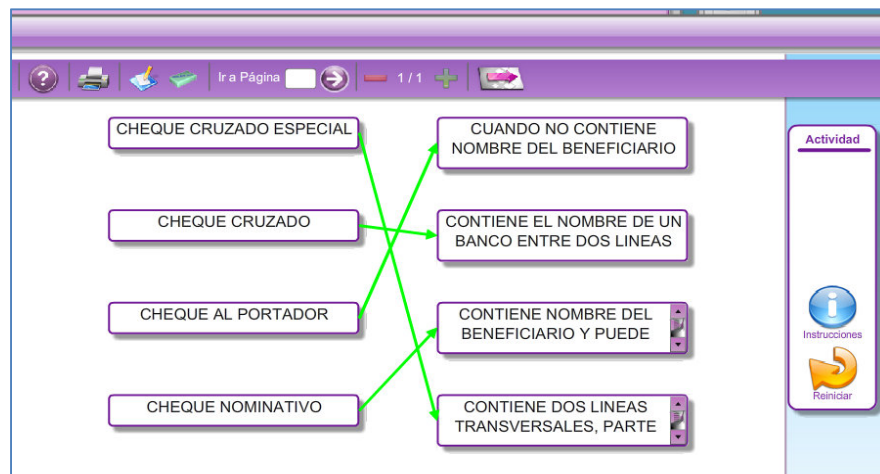 Ir a Página
1 / 1
CHEQUE CRUZADO ESPECIAL
CUANDO NO CONTIENE
NOMBRE DEL BENEFICIARIO
Actividad
CHEQUE CRUZADO
CONTIENE EL NOMBRE DE UN
BANCO ENTRE DOS LINEAS
CHEQUE AL PORTADOR
CONTIENE NOMBRE DEL
BENEFICIARIO Y PUEDE
Instrucciones
CHEQUE NOMINATIVO
CONTIENE DOS LINEAS
TRANSVERSALES, PARTE
Reiniciar